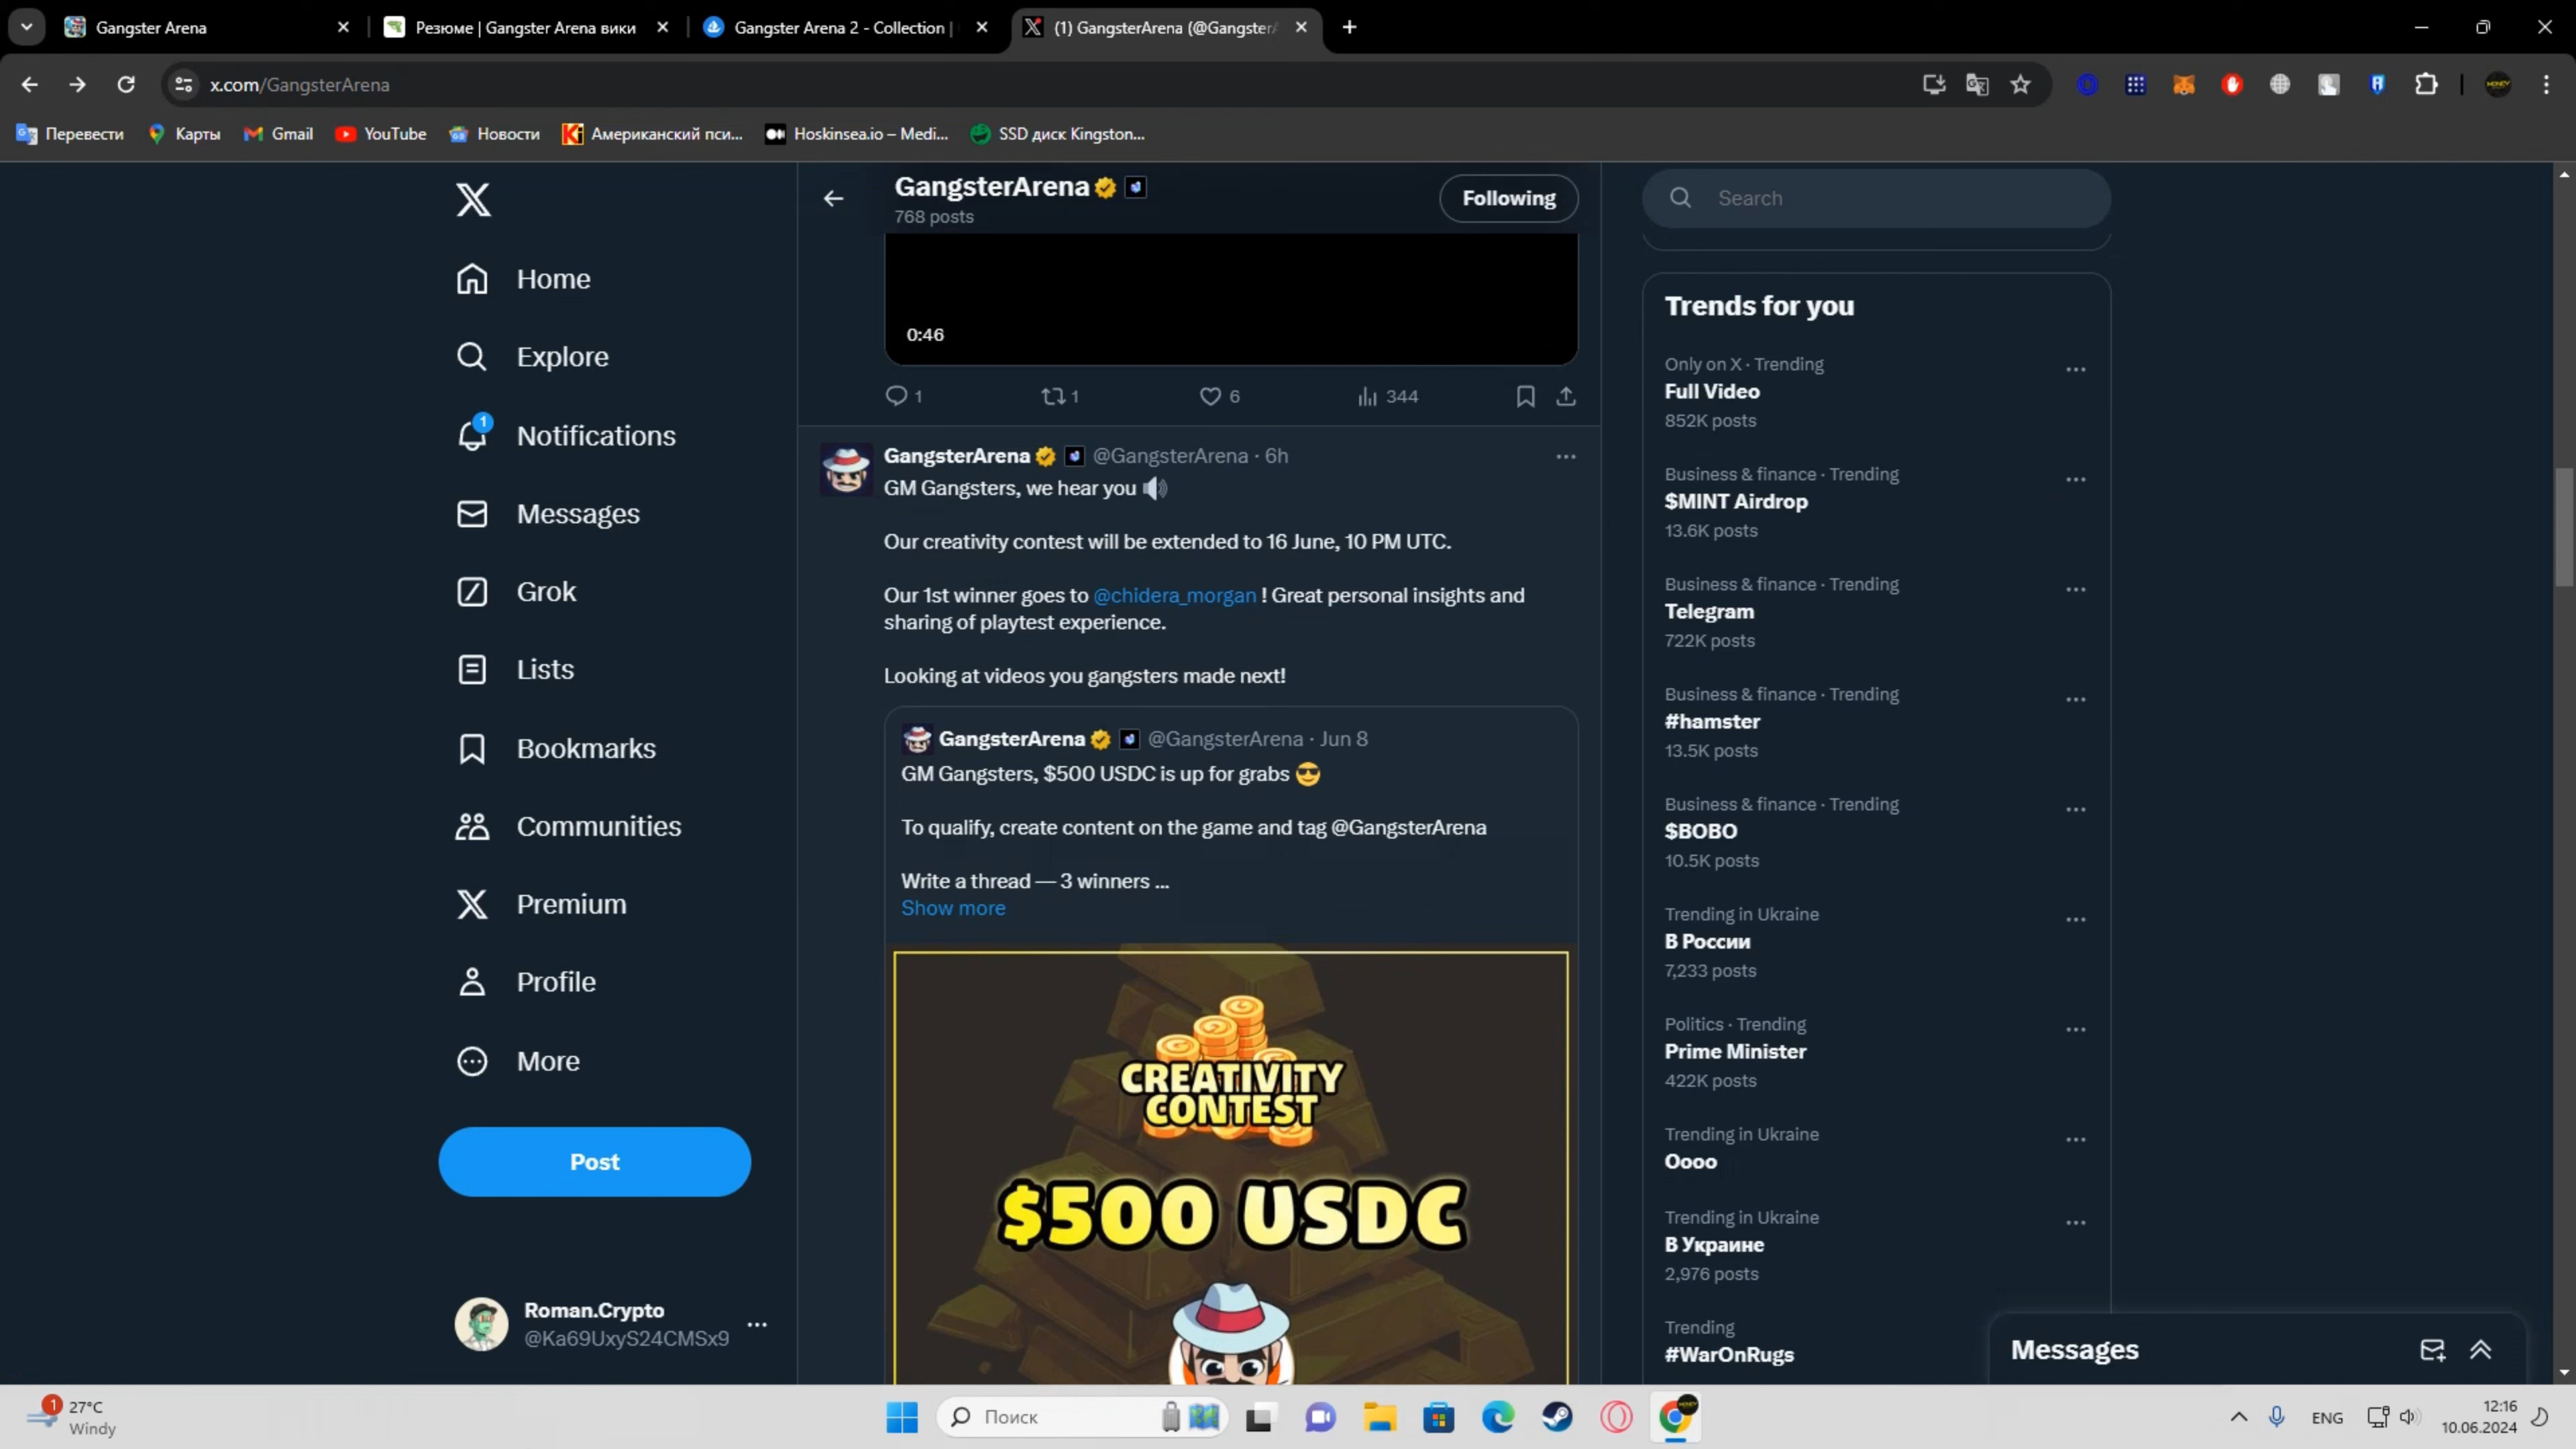 Gangster Arena
Резюме | Gangster Arena вики
Gangster Arena 2 - Collection |
(1) GangsterArena (@Gangster
x.com/GangsterArena
Перевести
Карты
Gmail
YouTube
Новости
Американский пси...
Hoskinsea.io – Medi...
SSD диск Kingston...
Home
Explore
1
Notifications
Messages
Grok
Lists
Bookmarks
Communities
Premium
Profile
More
Post
Roman.Crypto
@Ka69UxyS24CMSx9
GangsterArena
768 posts
Following
0:46
1
1
6
344
GangsterArena @GangsterArena · 6h
GM Gangsters, we hear you 🔊
Our creativity contest will be extended to 16 June, 10 PM UTC.
Our 1st winner goes to @chidera_morgan ! Great personal insights and
sharing of playtest experience.
Looking at videos you gangsters made next!
GangsterArena @GangsterArena · Jun 8
GM Gangsters, $500 USDC is up for grabs 😎
To qualify, create content on the game and tag @GangsterArena
Write a thread — 3 winners ...
Show more
CREATIVITY
CONTEST
$500 USDC
Search
Trends for you
Only on X · Trending
Full Video
852K posts
Business & finance · Trending
$MINT Airdrop
13.6K posts
Business & finance · Trending
Telegram
722K posts
Business & finance · Trending
#hamster
13.5K posts
Business & finance · Trending
$BOBO
10.5K posts
Trending in Ukraine
В России
7,233 posts
Politics · Trending
Prime Minister
422K posts
Trending in Ukraine
Oooo
Trending in Ukraine
В Украине
2,976 posts
Trending
#WarOnRugs
Messages
1
27°C
Windy
Поиск
ENG
12:16
10.06.2024